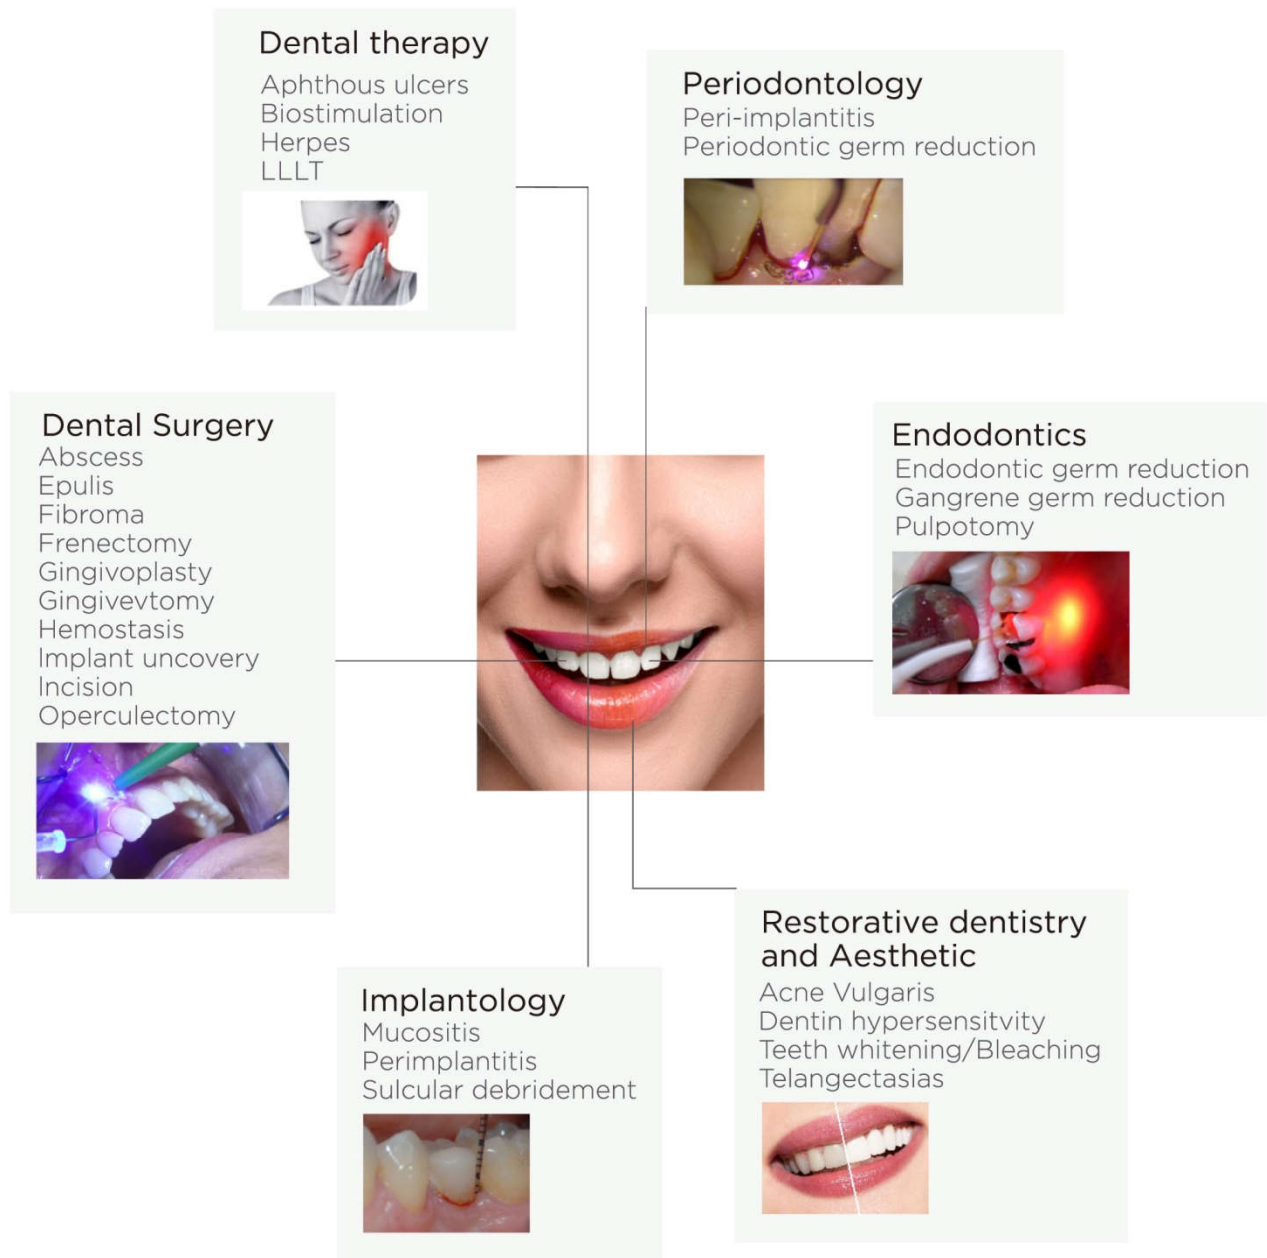 Dental therapy
Aphthous ulcers
Biostimulation
Herpes
LLLT
Periodontology
Peri-implantitis
Periodontic germ reduction
Dental Surgery
Abscess
Epulis
Fibroma
Frenectomy
Gingivoplasty
Gingivevtomy
Hemostasis
Implant uncovery
Incision
Operculectomy
Endodontics
Endodontic germ reduction
Gangrene germ reduction
Pulpotomy
Implantology
Mucositis
Perimplantitis
Sulcular debridement
Restorative dentistry
and Aesthetic
Acne Vulgaris
Dentin hypersensitvity
Teeth whitening/Bleaching
Telangectasias